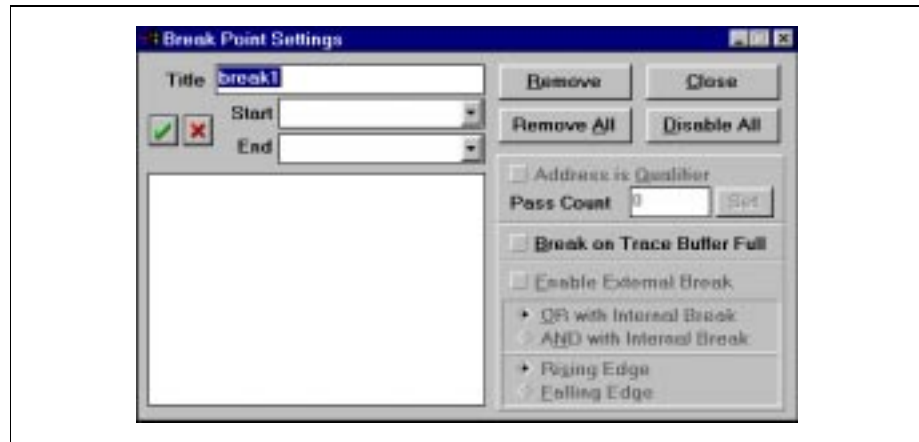 Break Point Settings
Title break1
Start
End
Remove Close
Remove All Disable All
Address is Qualifier
Pass Count 0 Set
Break on Trace Buffer Full
Enable External Break
OR with Internal Break
AND with Internal Break
Rising Edge
Falling Edge